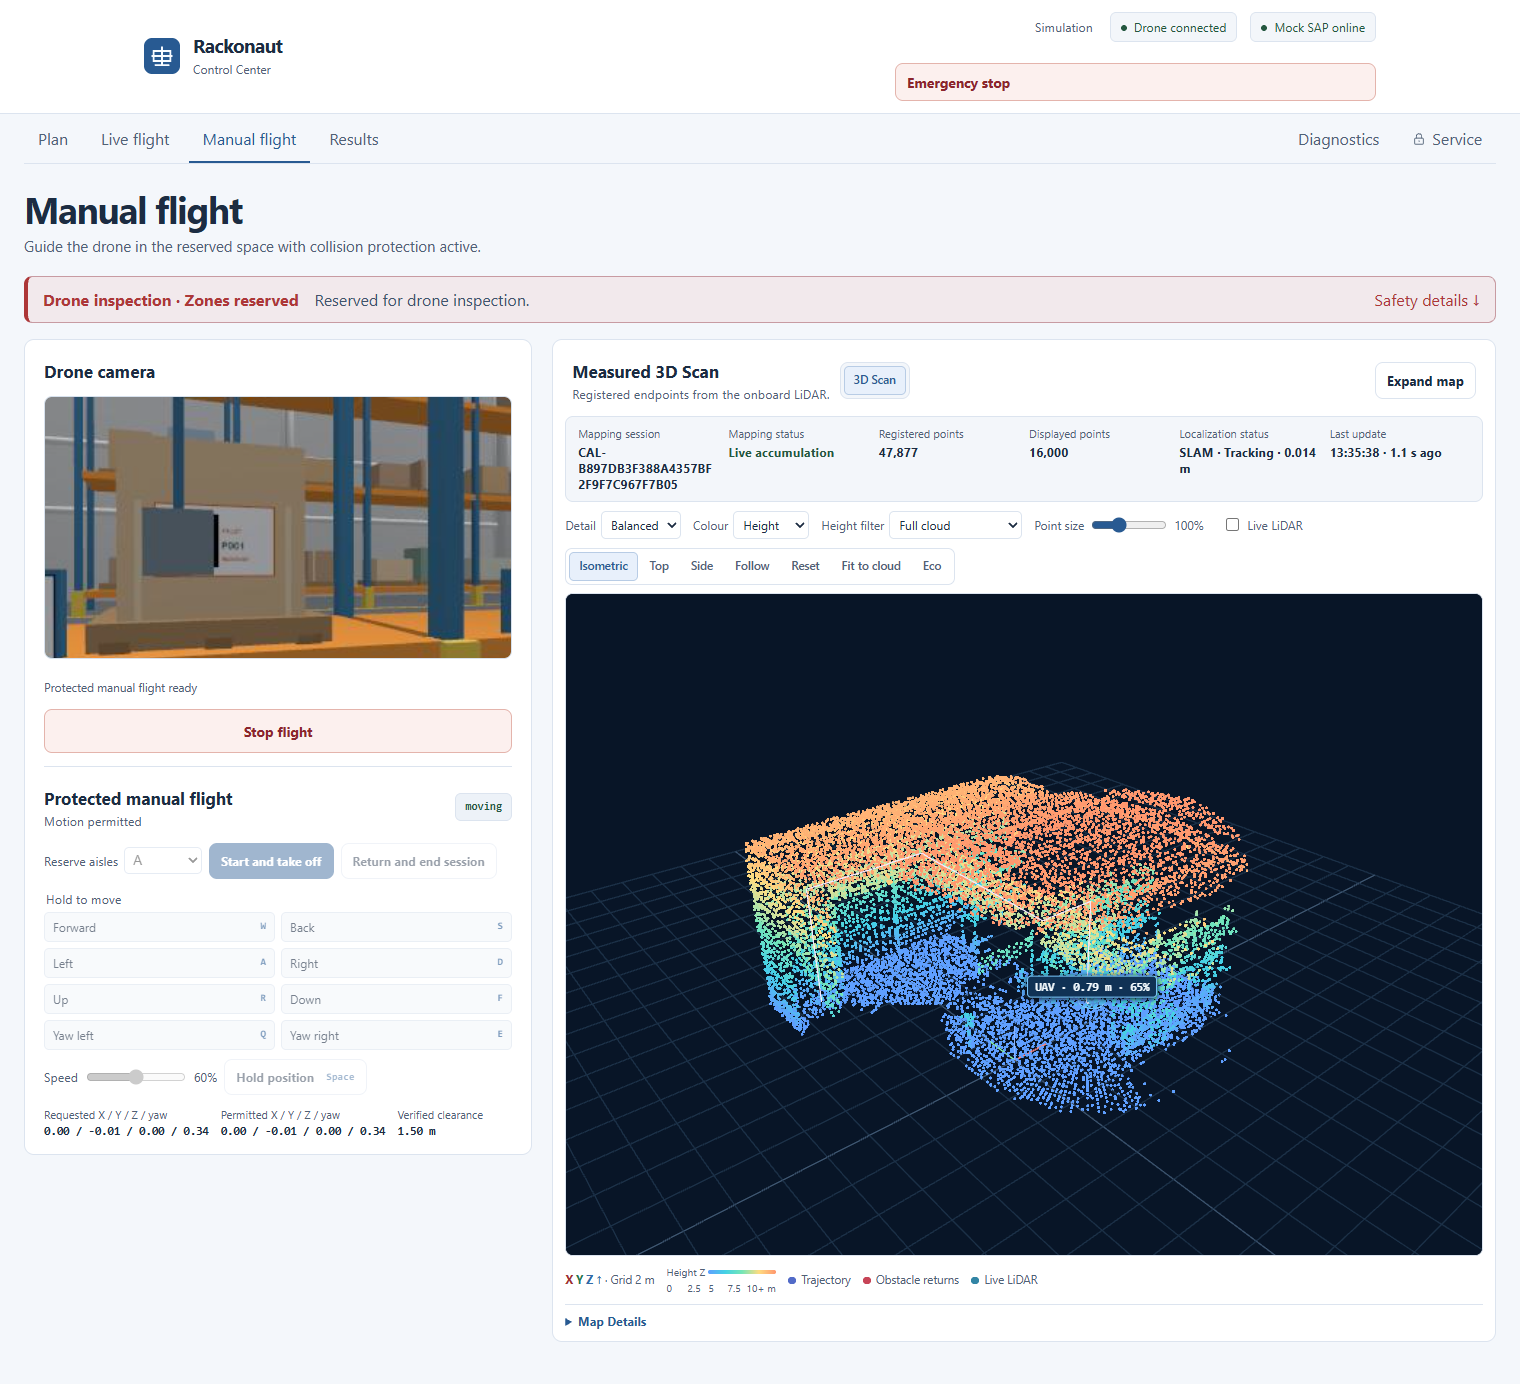 Rackonaut
Control Center
Simulation
Drone connected
Mock SAP online
Emergency stop
Plan
Live flight
Manual flight
Results
Diagnostics
Service
Manual flight
Guide the drone in the reserved space with collision protection active.
Drone inspection · Zones reserved Reserved for drone inspection.
Safety details ↓
Drone camera
P001
Protected manual flight ready
Stop flight
Protected manual flight
Motion permitted
moving
Reserve aisles A Start and take off Return and end session
Hold to move
Forward W Back S
Left A Right D
Up R Down F
Yaw left Q Yaw right E
Speed 60% Hold position Space
Requested X / Y / Z / yaw Permitted X / Y / Z / yaw Verified clearance
0.00 / -0.01 / 0.00 / 0.34 0.00 / -0.01 / 0.00 / 0.34 1.50 m
Measured 3D Scan
Registered endpoints from the onboard LiDAR.
3D Scan
Expand map
Mapping session
CAL-
B897DB3F388A4357BF
2F9F7C967F7B05
Mapping status
Live accumulation
Registered points
47,877
Displayed points
16,000
Localization status
SLAM · Tracking · 0.014
m
Last update
13:35:38 · 1.1 s ago
Detail Balanced Colour Height Height filter Full cloud Point size 100% Live LiDAR
Isometric Top Side Follow Reset Fit to cloud Eco
UAV · 0.79 m · 65%
X Y Z ↑ · Grid 2 m
Height Z
0 2.5 5 7.5 10+ m
Trajectory
Obstacle returns
Live LiDAR
Map Details